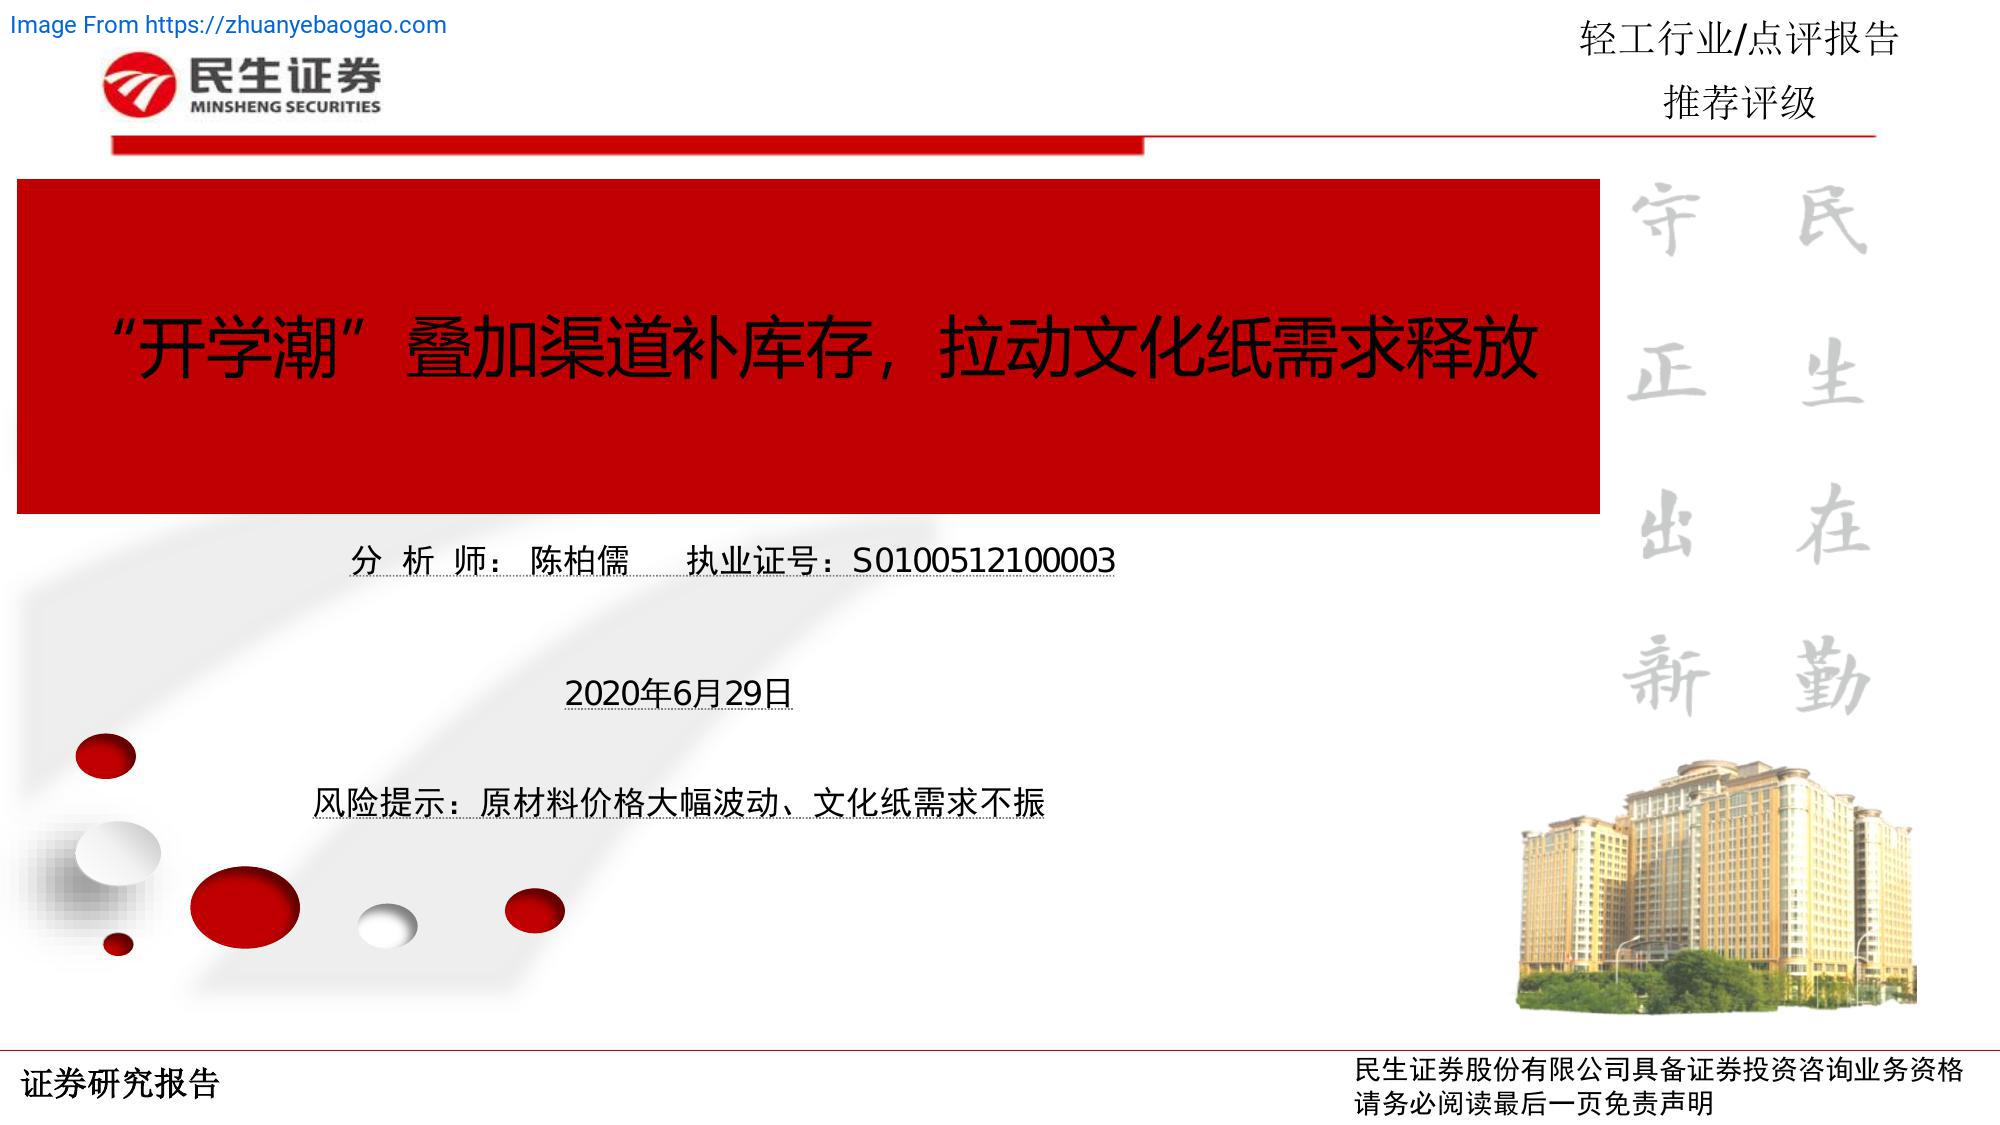 Image From https://zhuanyebaogao.com
民生证券
MINSHENG SECURITIES
轻工行业/点评报告
推荐评级
“开学潮”叠加渠道补库存，拉动文化纸需求释放
民生在勤
守正出新
分 析 师： 陈柏儒 执业证号：S0100512100003
2020年6月29日
风险提示：原材料价格大幅波动、文化纸需求不振
证券研究报告
民生证券股份有限公司具备证券投资咨询业务资格
请务必阅读最后一页免责声明